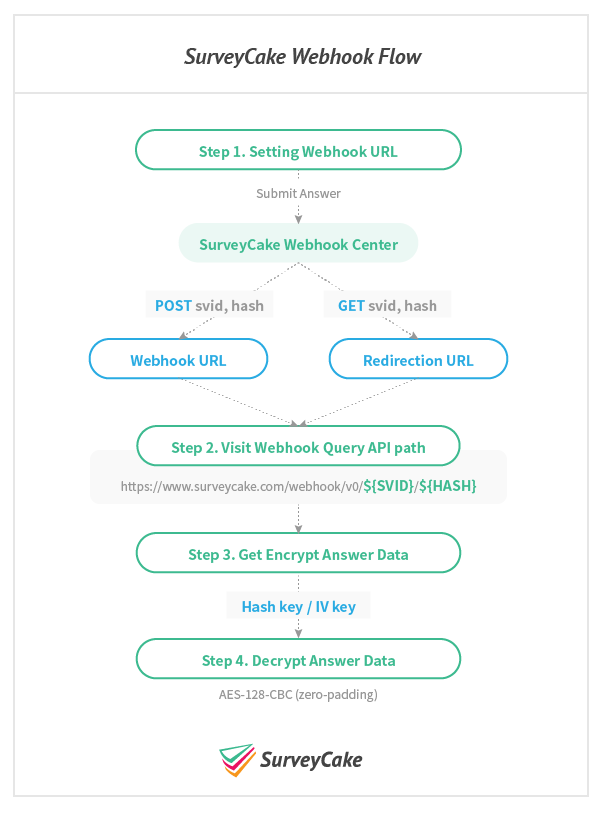 SurveyCake Webhook Flow
Step 1. Setting Webhook URL
Submit Answer
SurveyCake Webhook Center
POST svid, hash
GET svid, hash
Webhook URL
Redirection URL
Step 2. Visit Webhook Query API path
https://www.surveycake.com/webhook/v0/${SVID}/${HASH}
Step 3. Get Encrypt Answer Data
Hash key / IV key
Step 4. Decrypt Answer Data
AES-128-CBC (zero-padding)
SurveyCake